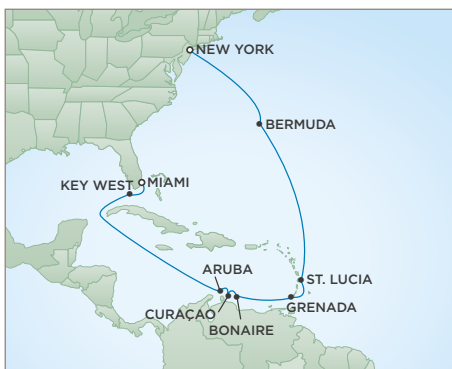 NEW YORK
BERMUDA
KEY WEST
MIAMI
ARUBA
ST. LUCIA
CURAÇAO
GRENADA
BONAIRE